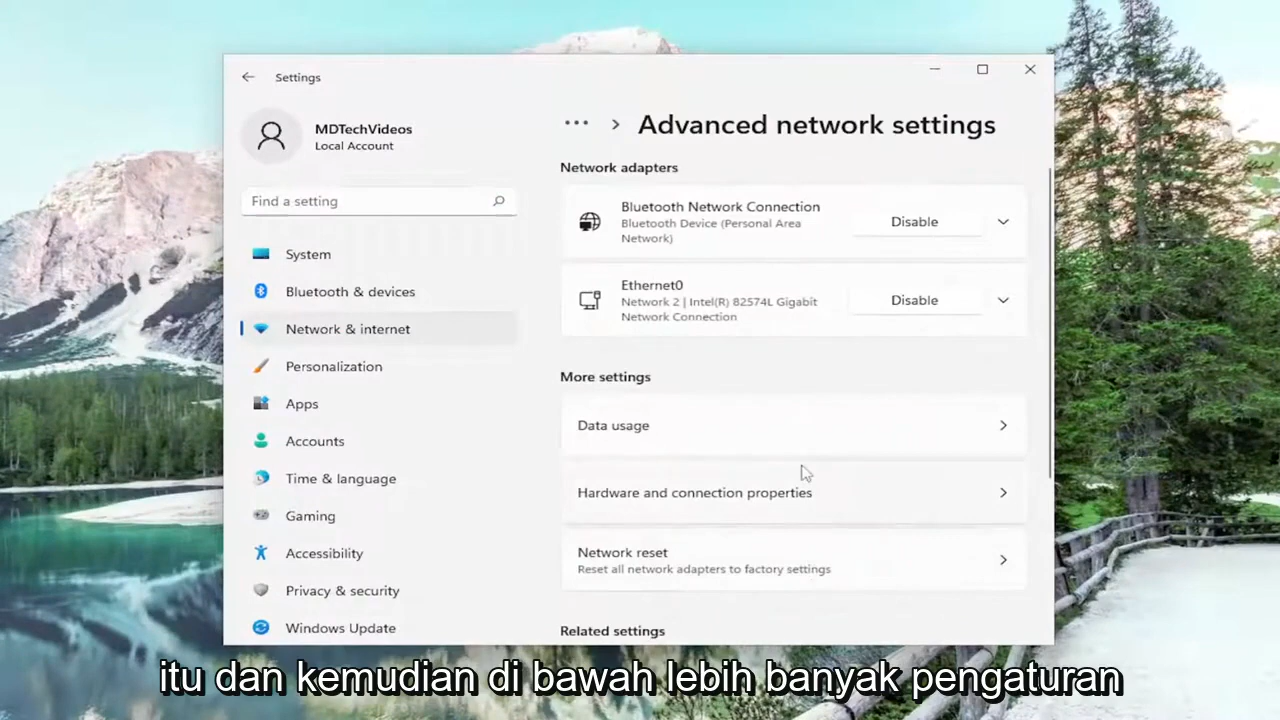 Settings
MDTechVideos
Local Account
Find a setting
System
Bluetooth & devices
Network & internet
Personalization
Apps
Accounts
Time & language
Gaming
Accessibility
Privacy & security
Windows Update
... > Advanced network settings
Network adapters
Bluetooth Network Connection
Bluetooth Device (Personal Area
Network)
Disable
Ethernet0
Network 2 | Intel(R) 82574L Gigabit
Network Connection
Disable
More settings
Data usage
Hardware and connection properties
Network reset
Reset all network adapters to factory settings
Related settings
itu dan kemudian di bawah lebih banyak pengaturan